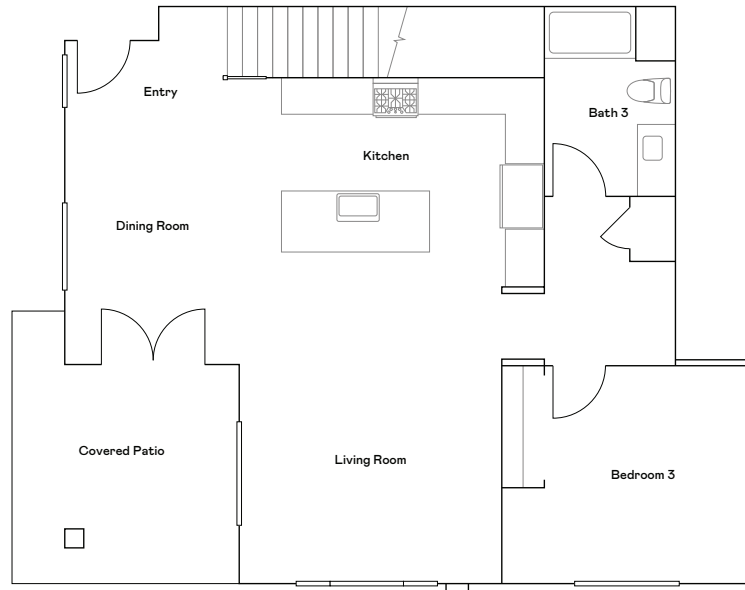 Entry
Bath 3
Kitchen
Dining Room
Covered Patio
Living Room
Bedroom 3